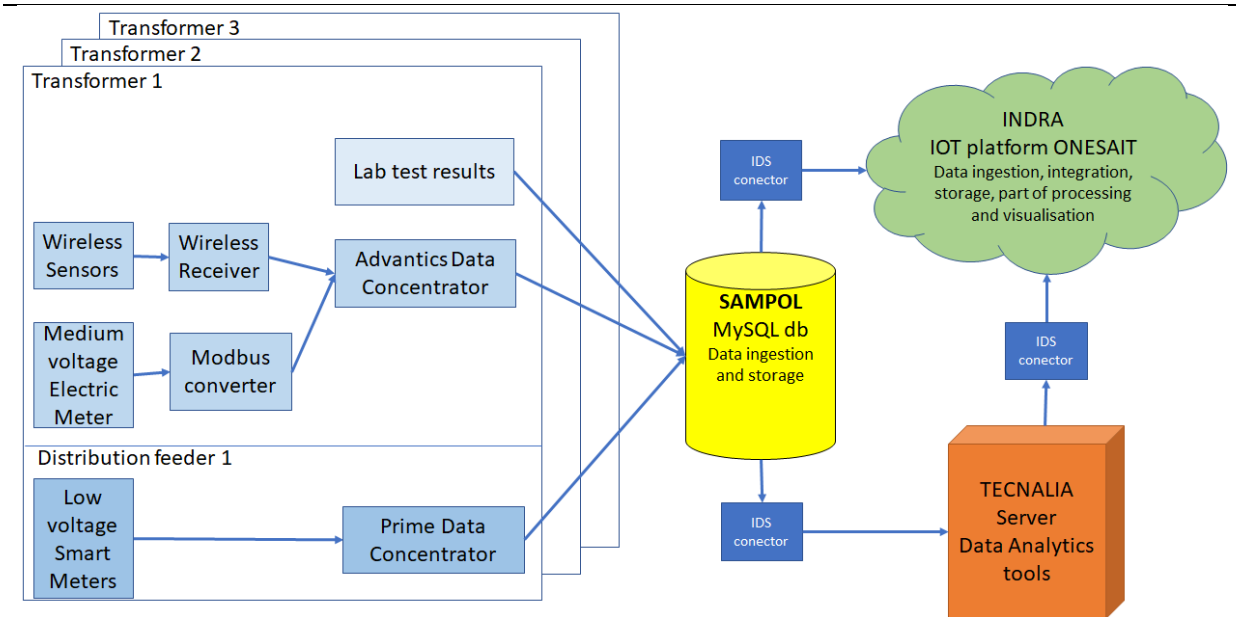 Transformer 3
Transformer 2
Transformer 1
Lab test results
Wireless
Sensors
Wireless
Receiver
Advantics Data
Concentrator
Medium
voltage
Electric
Meter
Modbus
converter
Distribution feeder 1
Low
voltage
Smart
Meters
Prime Data
Concentrator
SAMPOL
MySQL db
Data ingestion
and storage
IDS
conector
INDRA
IOT platform ONESAIT
Data ingestion, integration,
storage, part of processing
and visualisation
IDS
conector
IDS
conector
TECNALIA
Server
Data Analytics
tools